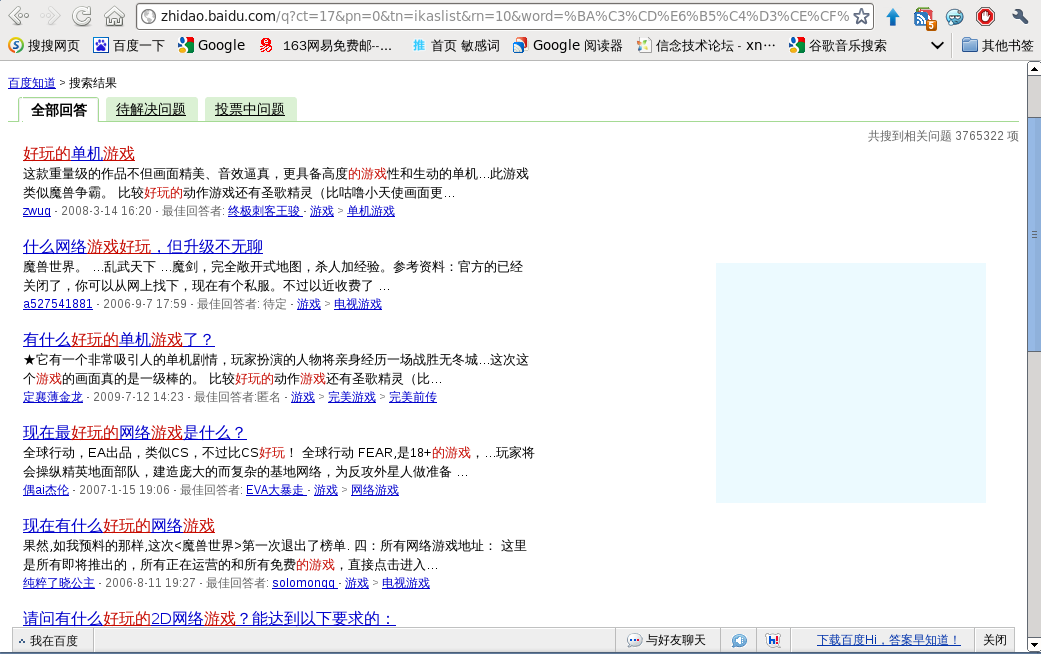 zhidao.baidu.com/q?ct=17&pn=0&tn=ikaslist&rn=10&word=%BA%C3%CD%E6%B5%C4%D3%CE%CF%
5
搜搜网页 百度一下 Google 163网易免费邮--... 首页 敏感词 Google 阅读器 信念技术论坛 - xn··· 谷歌音乐搜索 其他书签
百度知道 > 搜索结果
全部回答 待解决问题 投票中问题
共搜到相关问题 3765322 项
好玩的单机游戏
这款重量级的作品不但画面精美、音效逼真，更具备高度的游戏性和生动的单机...此游戏
类似魔兽争霸。 比较好玩的动作游戏还有圣歌精灵（比咕噜小天使画面更...
zwuq - 2008-3-14 16:20 - 最佳回答者: 终极刺客王骏 - 游戏 > 单机游戏
什么网络游戏好玩，但升级不无聊
魔兽世界。 ...乱武天下 ...魔剑，完全敞开式地图，杀人加经验。参考资料：官方的已经
关闭了，你可以从网上找下，现在有个私服。不过以近收费了 ...
a527541881 - 2006-9-7 17:59 - 最佳回答者: 待定 - 游戏 > 电视游戏
有什么好玩的单机游戏了？
★它有一个非常吸引人的单机剧情，玩家扮演的人物将亲身经历一场战胜无冬城...这次这
个游戏的画面真的是一级棒的。 比较好玩的动作游戏还有圣歌精灵（比...
定襄薄金龙 - 2009-7-12 14:23 - 最佳回答者:匿名 - 游戏 > 完美游戏 > 完美前传
现在最好玩的网络游戏是什么？
全球行动，EA出品，类似CS，不过比CS好玩！ 全球行动 FEAR,是18+的游戏，...玩家将
会操纵精英地面部队，建造庞大的而复杂的基地网络，为反攻外星人做准备 ...
偶ai杰伦 - 2007-1-15 19:06 - 最佳回答者: EVA大暴走 - 游戏 > 网络游戏
现在有什么好玩的网络游戏
果然,如我预料的那样,这次<魔兽世界>第一次退出了榜单. 四：所有网络游戏地址： 这里
是所有即将推出的，所有正在运营的和所有免费的游戏，直接点击进入...
纯粹了晓公主 - 2006-8-11 19:27 - 最佳回答者: solomongg - 游戏 > 电视游戏
请问有什么好玩的2D网络游戏？能达到以下要求的：
我在百度 与好友聊天 h! 下载百度Hi，答案早知道！ 关闭